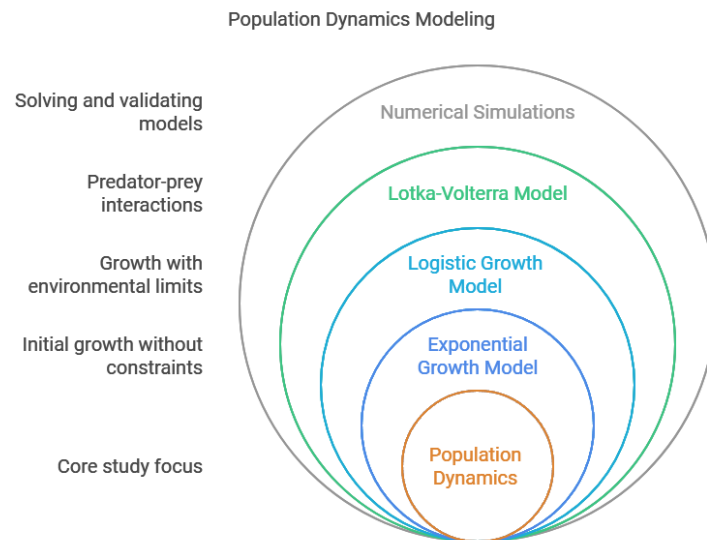 Population Dynamics Modeling
Solving and validating
models
Numerical Simulations
Predator-prey
interactions
Lotka-Volterra Model
Growth with
environmental limits
Logistic Growth
Model
Initial growth without
constraints
Exponential
Growth Model
Core study focus
Population
Dynamics